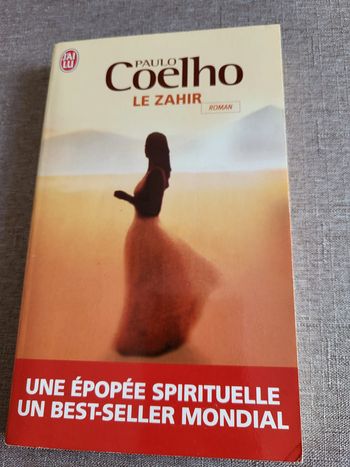 J'AI
LU
PAULO
Coelho
LE ZAHIR
ROMAN
UNE ÉPOPÉE SPIRITUELLE
UN BEST-SELLER MONDIAL